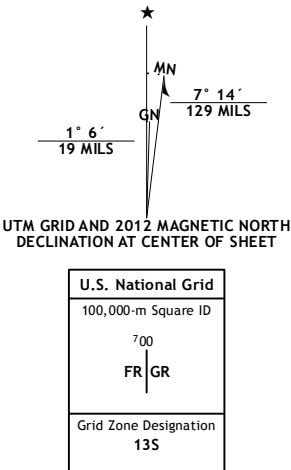 ★
MN
GN
7° 14´
129 MILS
1° 6´
19 MILS
UTM GRID AND 2012 MAGNETIC NORTH
DECLINATION AT CENTER OF SHEET
U.S. National Grid
100,000-m Square ID
⁷00
FR GR
Grid Zone Designation
13S